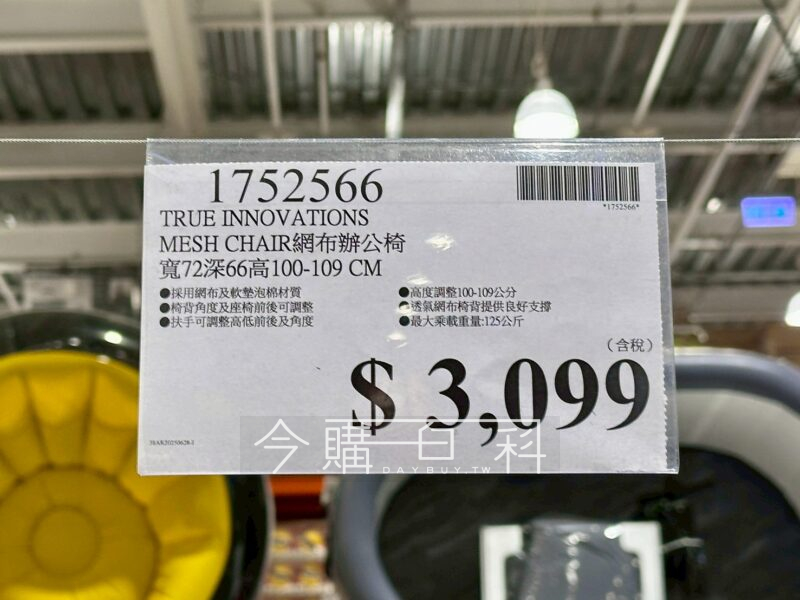 1752566
*1752566*
TRUE INNOVATIONS
MESH CHAIR網布辦公椅
寬72深66高100-109 CM
●採用網布及軟墊泡棉材質
●椅背角度及座椅前後可調整
●扶手可調整高低前後及角度
●高度調整100-109公分
●透氣網布椅背提供良好支撐
●最大乘載重量:125公斤
(含稅)
$ 3,099
今購百科
DAYBUY.TW